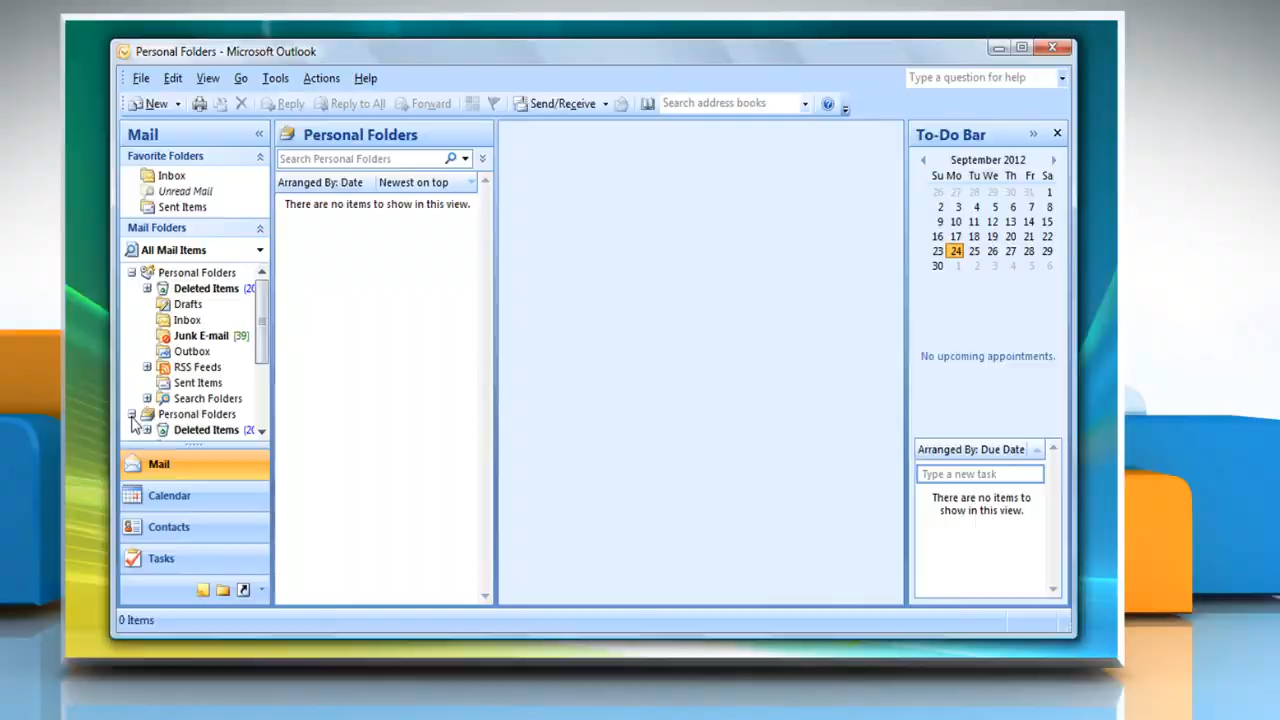 Personal Folders - Microsoft Outlook
File Edit View Go Tools Actions Help
Type a question for help
New Reply Reply to All Forward Send/Receive Search address books
Mail
Favorite Folders
Inbox
Unread Mail
Sent Items
Mail Folders
All Mail Items
Personal Folders
Deleted Items (20
Drafts
Inbox
Junk E-mail [39]
Outbox
RSS Feeds
Sent Items
Search Folders
Personal Folders
Deleted Items (20
Mail
Calendar
Contacts
Tasks
0 Items
Personal Folders
Search Personal Folders
Arranged By: Date Newest on top
There are no items to show in this view.
To-Do Bar
September 2012
Su Mo Tu We Th Fr Sa
26 27 28 29 30 31 1
2 3 4 5 6 7 8
9 10 11 12 13 14 15
16 17 18 19 20 21 22
23 24 25 26 27 28 29
30 1 2 3 4 5 6
No upcoming appointments.
Arranged By: Due Date
Type a new task
There are no items to
show in this view.